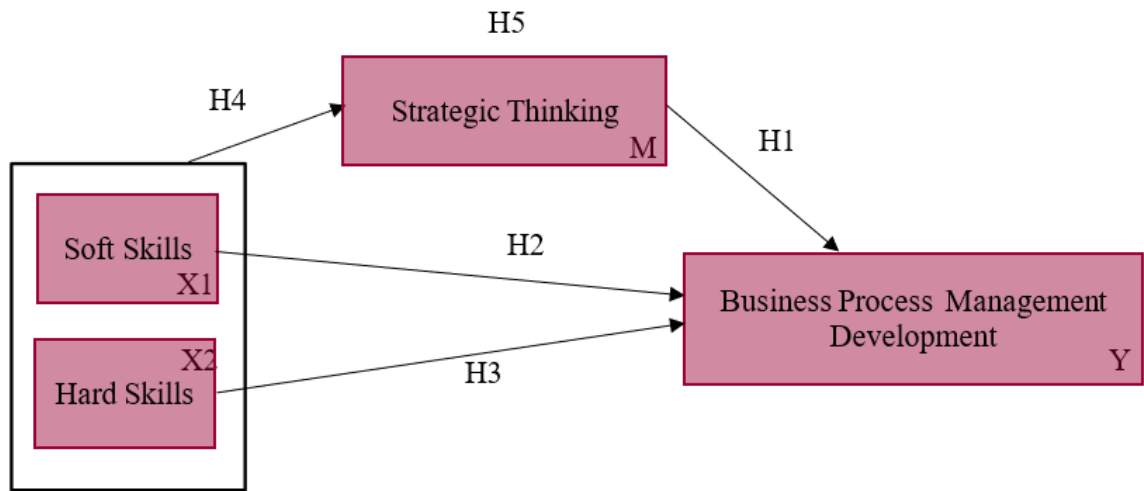 H5
H4
Strategic Thinking
M
H1
Soft Skills
X1
H2
Business Process Management
Development
Y
X2
Hard Skills
H3